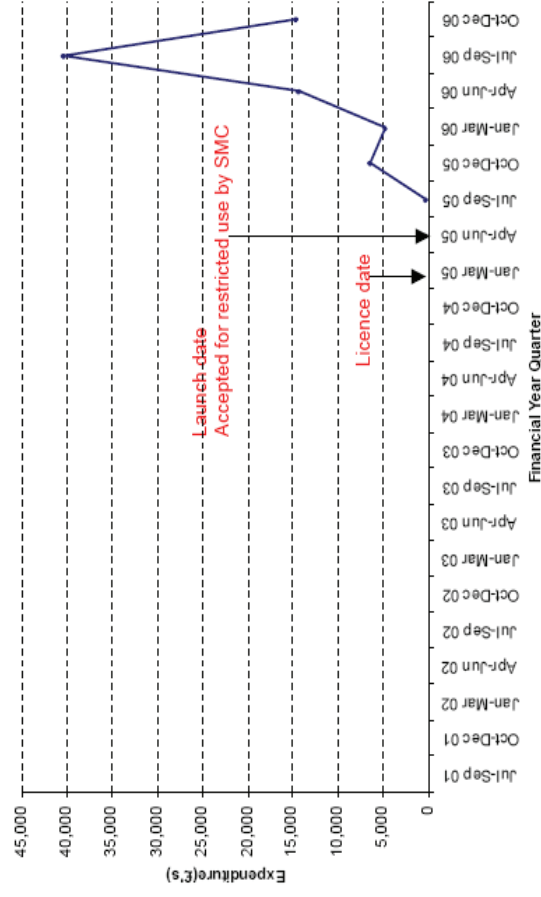 45,000
40,000
35,000
30,000
25,000
20,000
15,000
10,000
5,000
0
Expenditure(£'s)
Launch date
Accepted for restricted use by SMC
Licence date
Jul-Sep 01
Oct-Dec 01
Jan-Mar 02
Apr-Jun 02
Jul-Sep 02
Oct-Dec 02
Jan-Mar 03
Apr-Jun 03
Jul-Sep 03
Oct-Dec 03
Jan-Mar 04
Apr-Jun 04
Jul-Sep 04
Oct-Dec 04
Jan-Mar 05
Apr-Jun 05
Jul-Sep 05
Oct-Dec 05
Jan-Mar 06
Apr-Jun 06
Jul-Sep 06
Oct-Dec 06
Financial Year Quarter